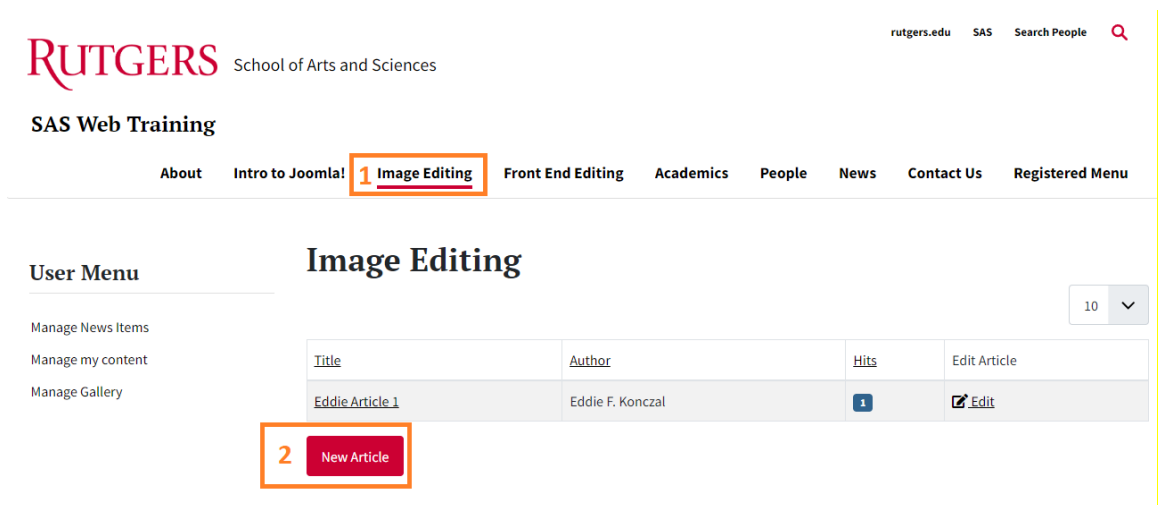 rutgers.edu SAS Search People
RUTGERS School of Arts and Sciences
SAS Web Training
About Intro to Joomla! 1 Image Editing Front End Editing Academics People News Contact Us Registered Menu
Image Editing
User Menu
10
Manage News Items
Manage my content
Manage Gallery
Title Author Hits Edit Article
Eddie Article 1 Eddie F. Konczal 1 Edit
2 New Article